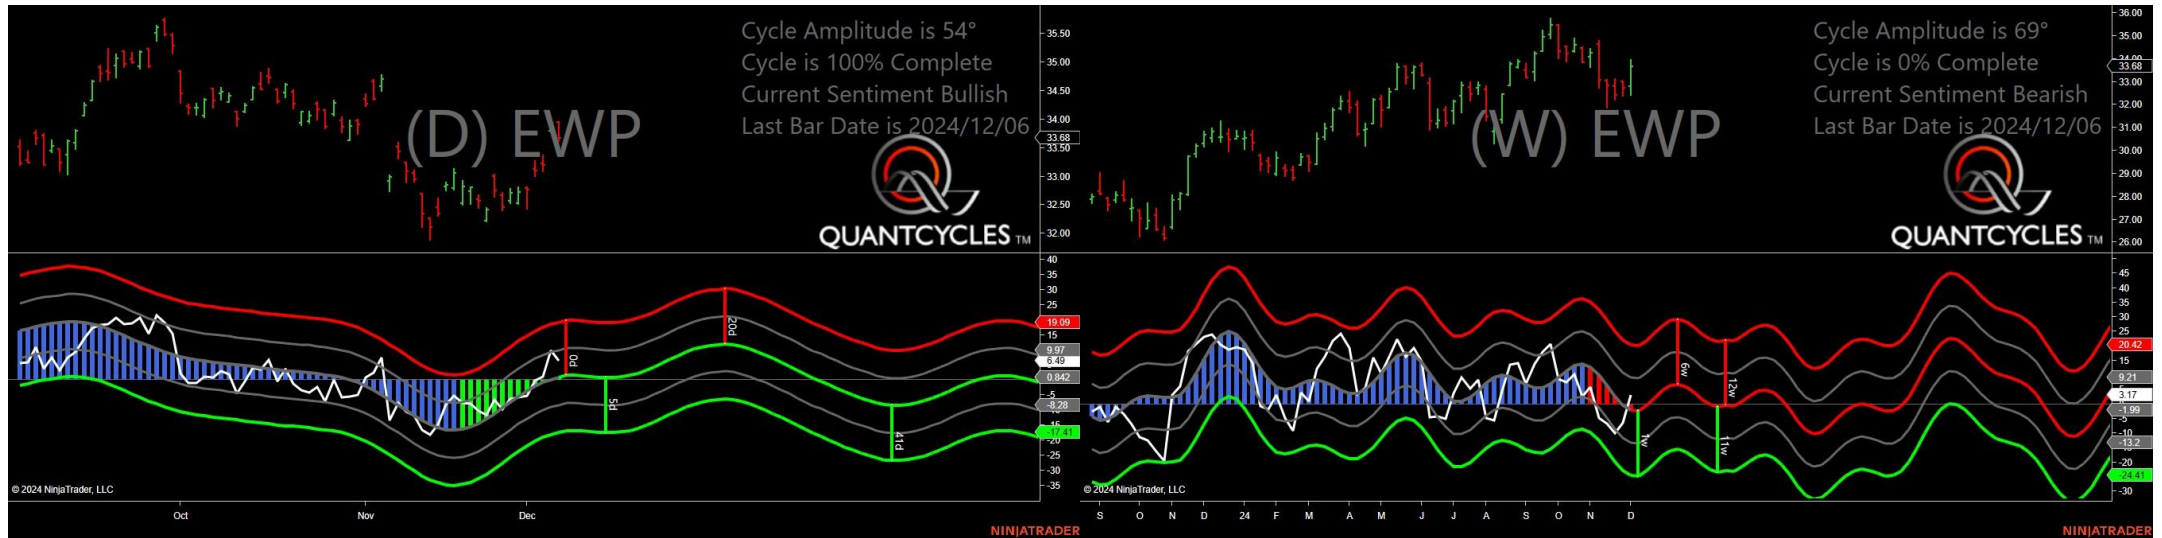 Cycle Amplitude is 54°
Cycle is 100% Complete
Current Sentiment Bullish
Last Bar Date is 2024/12/06
(D) EWP
QUANTCYCLES TM
35.50
35.00
34.50
34.00
33.68
33.50
33.00
32.50
32.00
40
35
30
25
19.09
15
9.97
6.49
0.842
-5
-8.28
-17.41
-25
-30
-35
0d
5d
20d
41d
© 2024 NinjaTrader, LLC
Oct Nov Dec
NINJATRADER
Cycle Amplitude is 69°
Cycle is 0% Complete
Current Sentiment Bearish
Last Bar Date is 2024/12/06
(W) EWP
QUANTCYCLES TM
36.00
35.00
34.00
33.68
33.00
32.00
31.00
30.00
29.00
28.00
27.00
26.00
45
40
35
30
25
20.42
15
9.21
3.17
-1.99
-5
-10
-13.2
-20
-24.41
-30
1w
6w
11w
12w
© 2024 NinjaTrader, LLC
S O N D 24 F M A M J J A S O N D
NINJATRADER